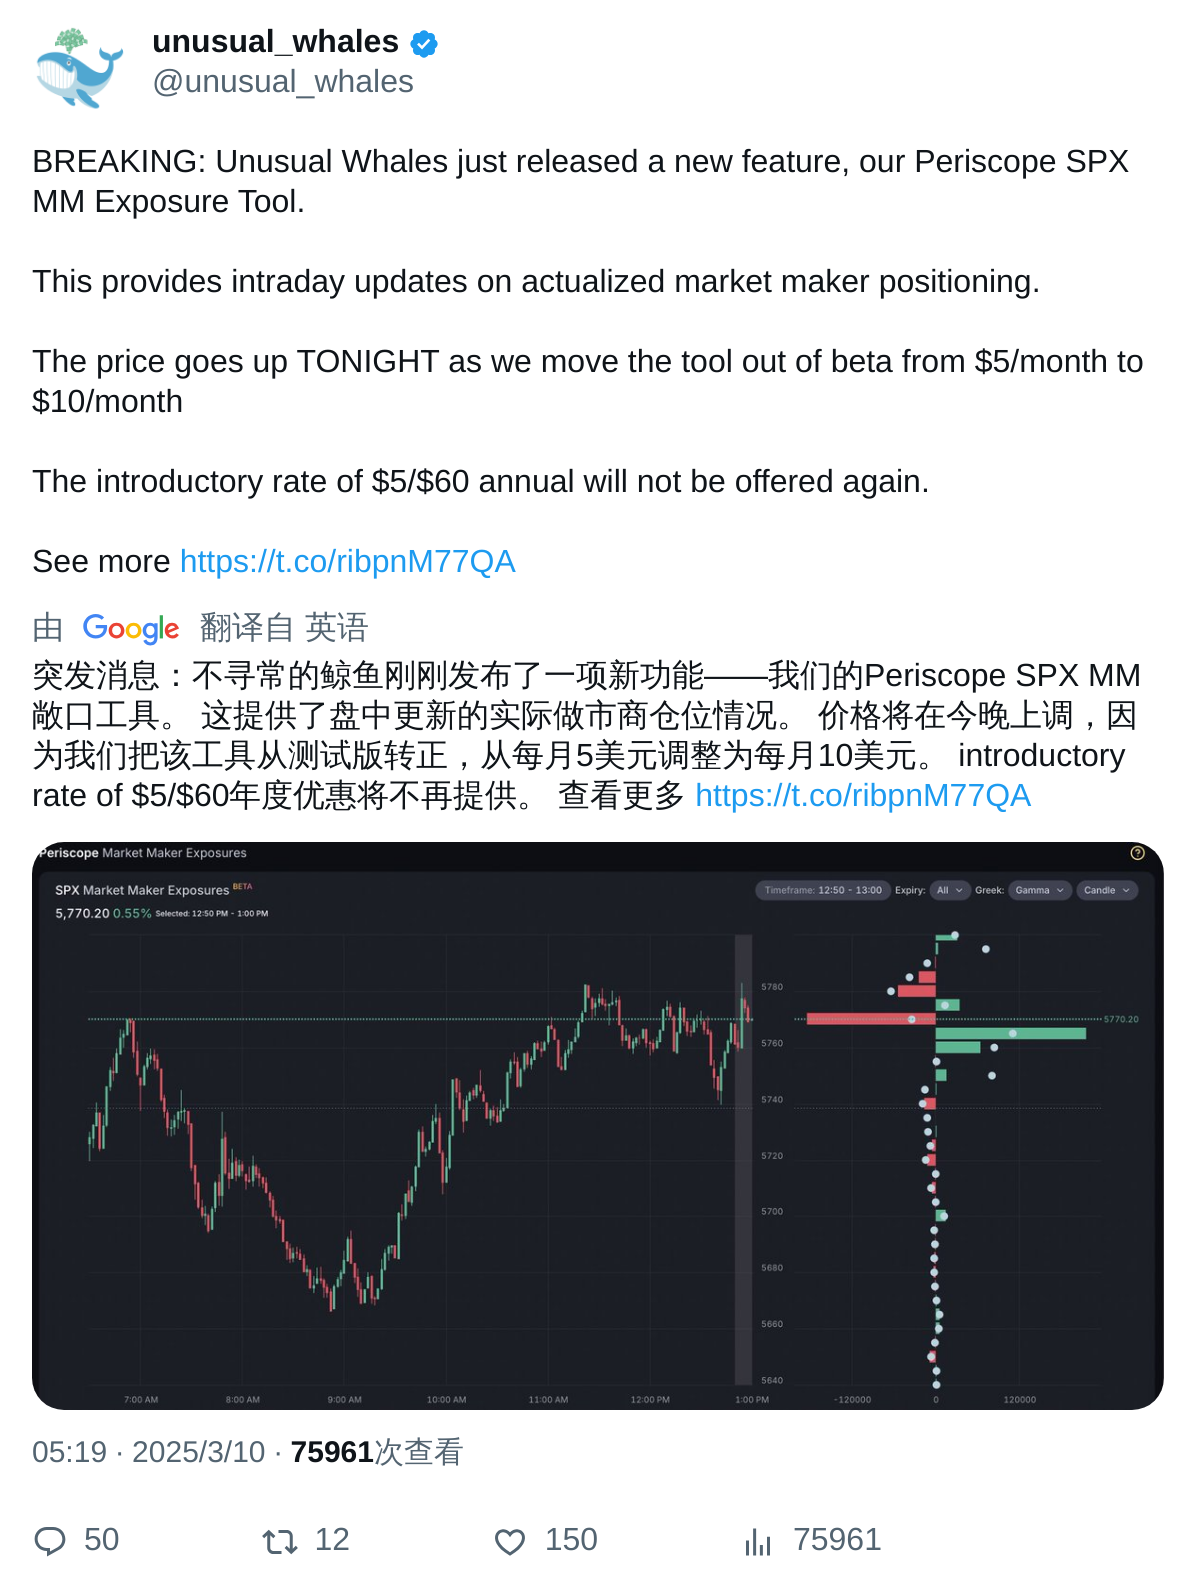 unusual_whales
@unusual_whales
BREAKING: Unusual Whales just released a new feature, our Periscope SPX
MM Exposure Tool.
This provides intraday updates on actualized market maker positioning.
The price goes up TONIGHT as we move the tool out of beta from $5/month to
$10/month
The introductory rate of $5/$60 annual will not be offered again.
See more https://t.co/ribpnM77QA
由 Google 翻译自 英语
突发消息：不寻常的鲸鱼刚刚发布了一项新功能——我们的Periscope SPX MM
敞口工具。 这提供了盘中更新的实际做市商仓位情况。 价格将在今晚上调，因
为我们把该工具从测试版转正，从每月5美元调整为每月10美元。 introductory
rate of $5/$60年度优惠将不再提供。 查看更多 https://t.co/ribpnM77QA
Periscope Market Maker Exposures
?
SPX Market Maker Exposures BETA
Timeframe: 12:50 - 13:00 Expiry: All Greek: Gamma Candle
5,770.20 0.55% Selected: 12:50 PM - 1:00 PM
5780
5770.20
5760
5740
5720
5700
5680
5660
5640
7:00 AM 8:00 AM 9:00 AM 10:00 AM 11:00 AM 12:00 PM 1:00 PM -120000 0 120000
05:19 · 2025/3/10 · 75961次查看
50 12 150 75961